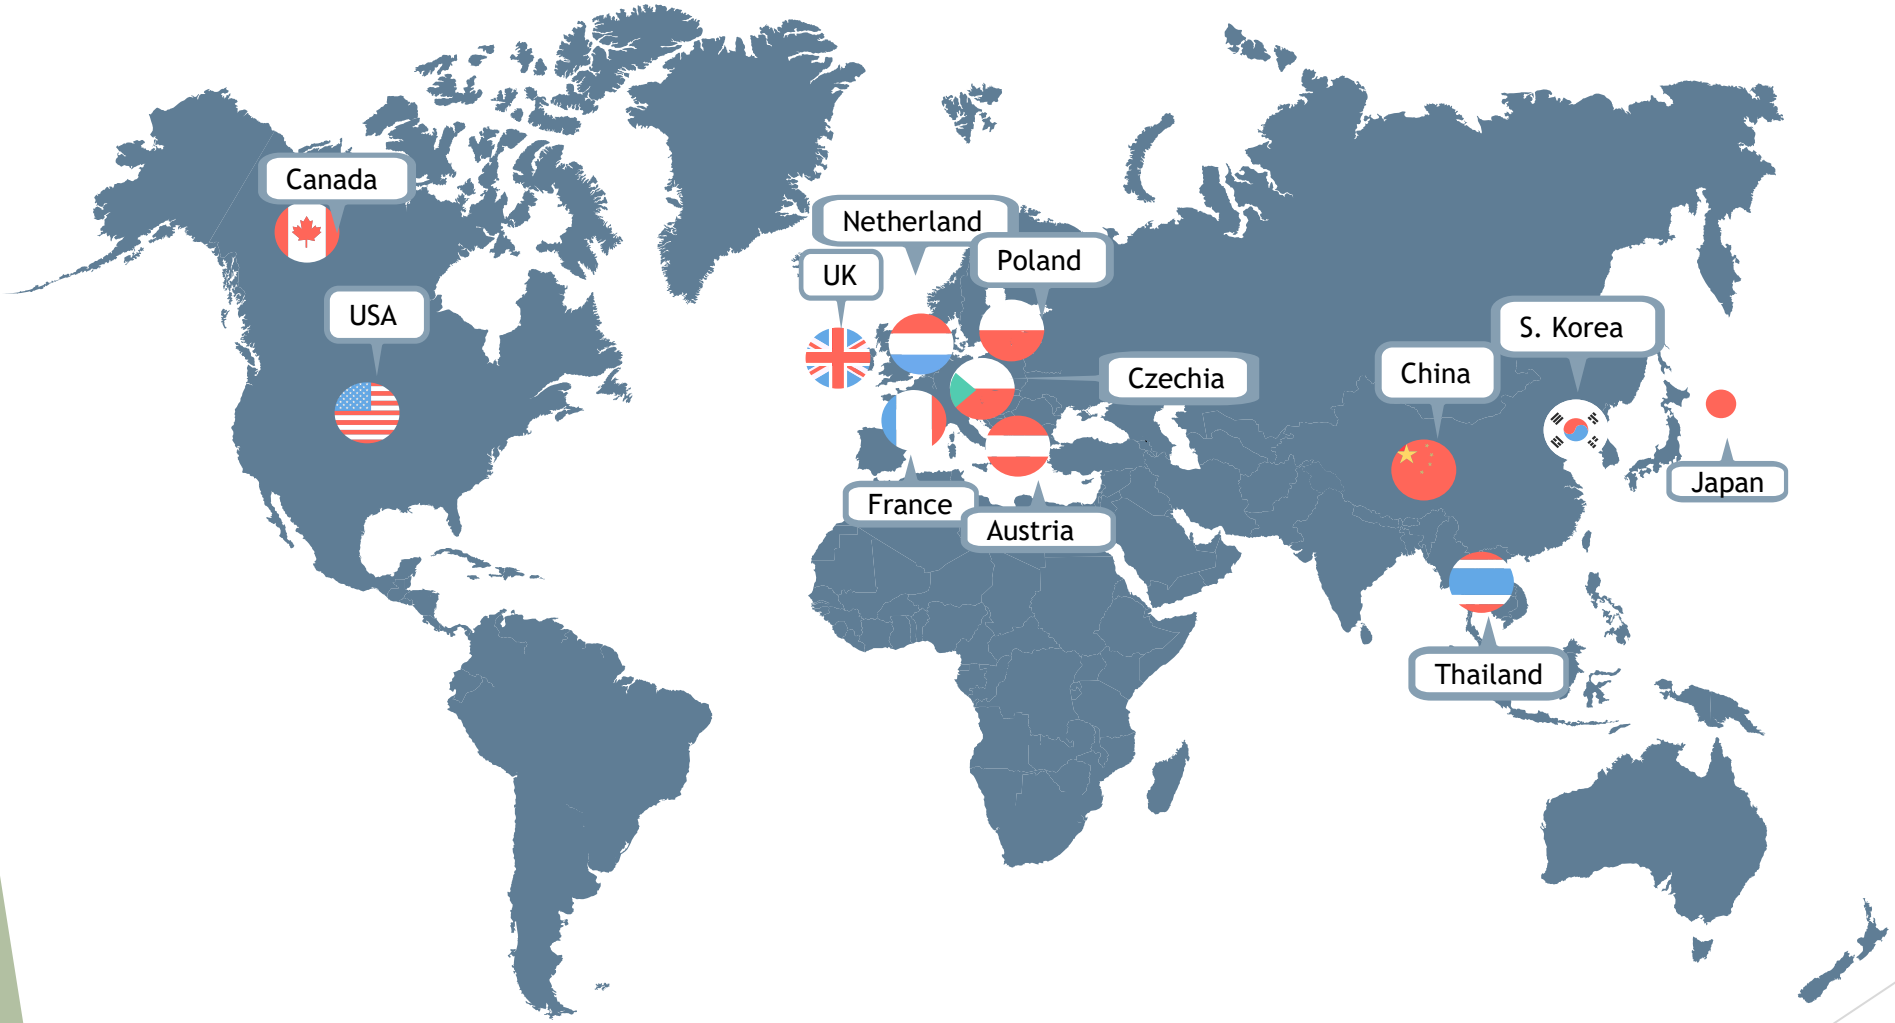 Canada
Netherland
Poland
UK
USA
S. Korea
China
Czechia
Japan
France
Austria
Thailand